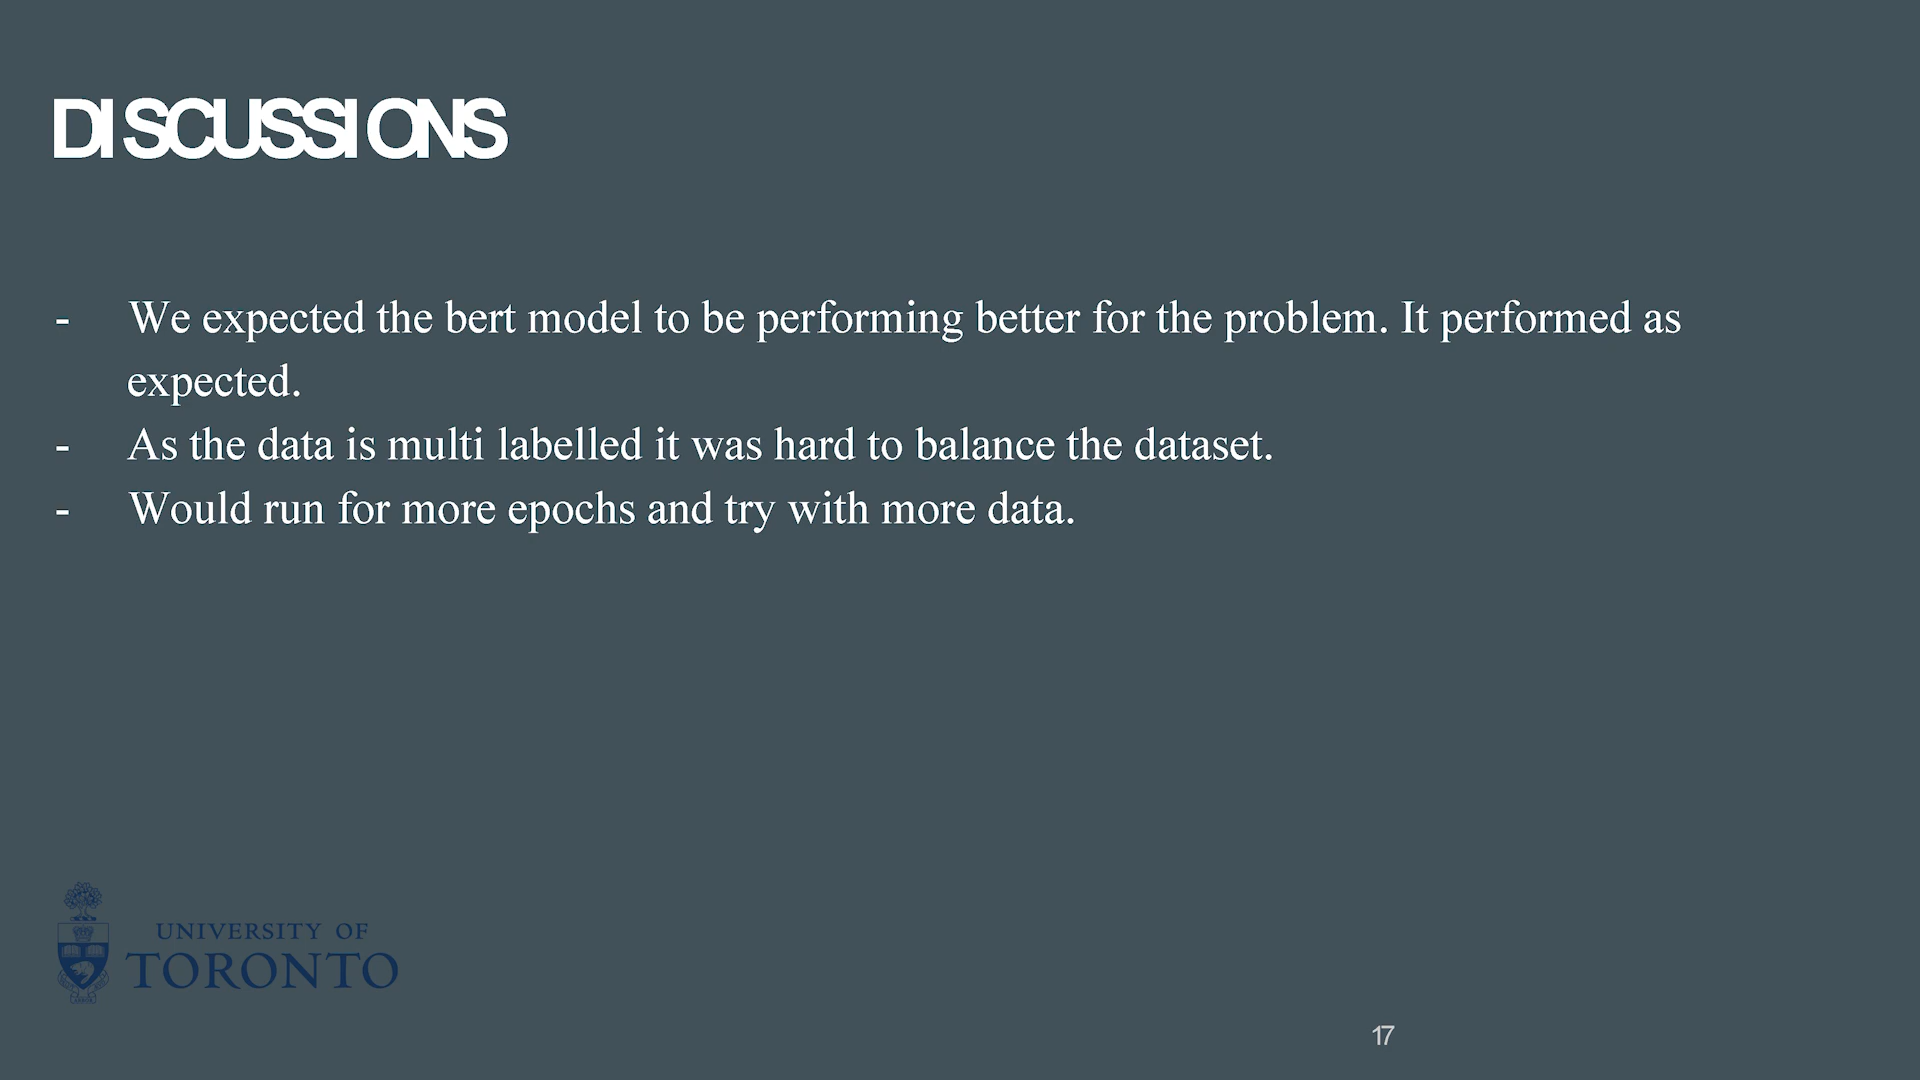 DISCUSSIONS
- We expected the bert model to be performing better for the problem. It performed as
expected.
- As the data is multi labelled it was hard to balance the dataset.
- Would run for more epochs and try with more data.
UNIVERSITY OF
TORONTO
17